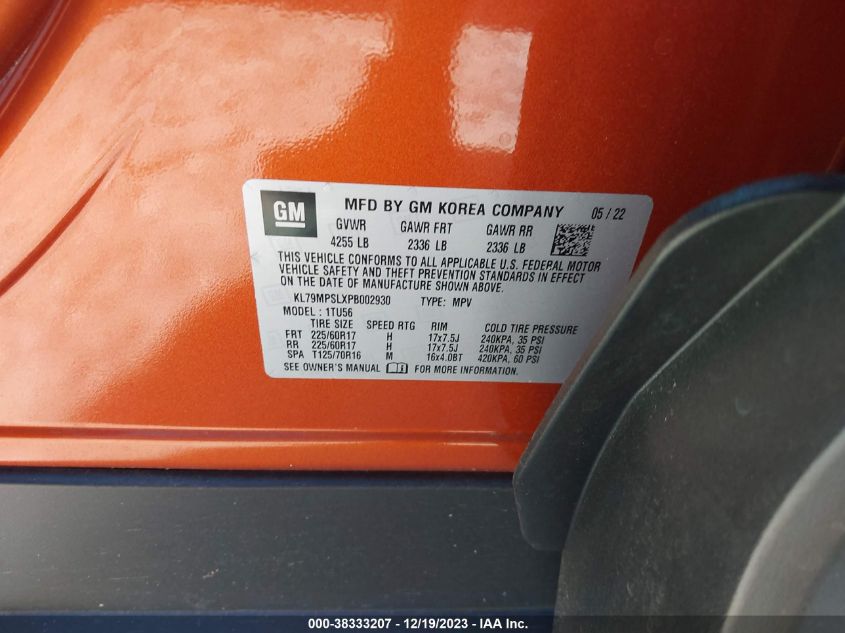 GM
MFD BY GM KOREA COMPANY 05 / 22
GVWR GAWR FRT GAWR RR
4255 LB 2336 LB 2336 LB
THIS VEHICLE CONFORMS TO ALL APPLICABLE U.S. FEDERAL MOTOR
VEHICLE SAFETY AND THEFT PREVENTION STANDARDS IN EFFECT
ON THE DATE OF MANUFACTURE SHOWN ABOVE.
KL79MPSLXPB002930 TYPE: MPV
MODEL : 1TU56
TIRE SIZE SPEED RTG RIM COLD TIRE PRESSURE
FRT 225/60R17 H 17x7.5J 240KPA, 35 PSI
RR 225/60R17 H 17x7.5J 240KPA, 35 PSI
SPA T125/70R16 M 16x4.0BT 420KPA, 60 PSI
SEE OWNER'S MANUAL FOR MORE INFORMATION.
000-38333207 - 12/19/2023 - IAA Inc.